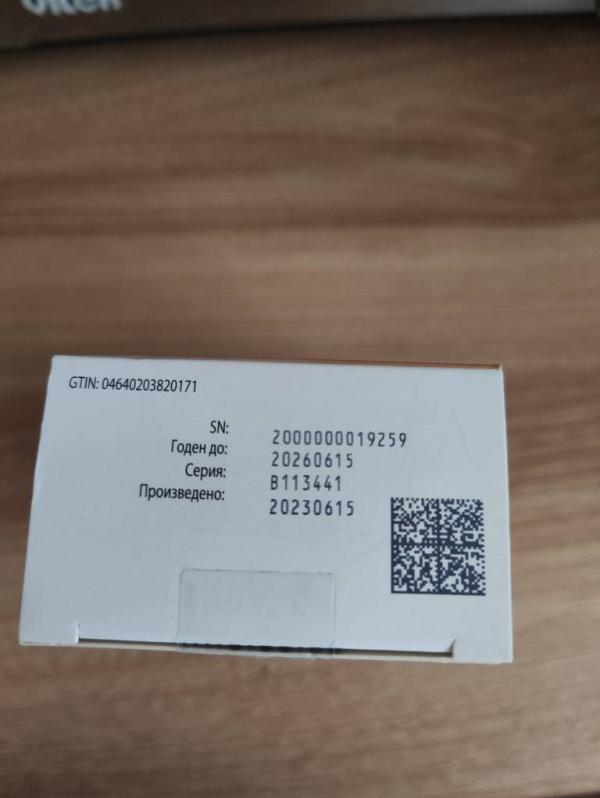 GTIN: 04640203820171
SN: 2000000019259
Годен до: 20260615
Серия: B113441
Произведено: 20230615